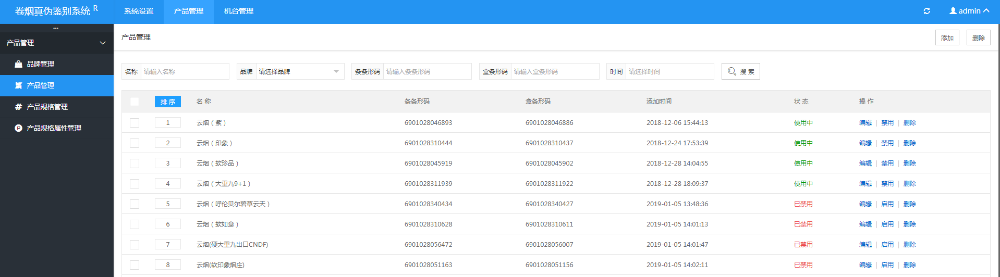 卷烟真伪鉴别系统 R
系统设置 产品管理 机台管理
admin
产品管理
品牌管理
产品管理
产品规格管理
产品规格属性管理
产品管理 添加 删除
名称 请输入名称 品牌 请选择品牌 条条形码 请输入条条形码 盒条形码 请输入盒条形码 时间 请选择时间 搜 索
排 序 名 称 条条形码 盒条形码 添加时间 状 态 操 作
1 云烟（紫） 6901028046893 6901028046886 2018-12-06 15:44:13 使用中 编辑 | 禁用 | 删除
2 云烟（印象） 6901028310444 6901028310437 2018-12-24 17:53:39 使用中 编辑 | 禁用 | 删除
3 云烟（软珍品） 6901028045919 6901028045902 2018-12-28 14:04:55 使用中 编辑 | 禁用 | 删除
4 云烟（大重九9+1） 6901028311939 6901028311922 2018-12-28 18:09:37 使用中 编辑 | 禁用 | 删除
5 云烟（呼伦贝尔碧草云天） 6901028340434 6901028340427 2019-01-05 13:48:36 已禁用 编辑 | 启用 | 删除
6 云烟（软如意） 6901028310628 6901028310611 2019-01-05 14:01:13 已禁用 编辑 | 启用 | 删除
7 云烟(硬大重九出口CNDF) 6901028056472 6901028056007 2019-01-05 14:01:47 已禁用 编辑 | 启用 | 删除
8 云烟(软印象烟庄) 6901028051163 6901028051156 2019-01-05 14:02:11 已禁用 编辑 | 启用 | 删除